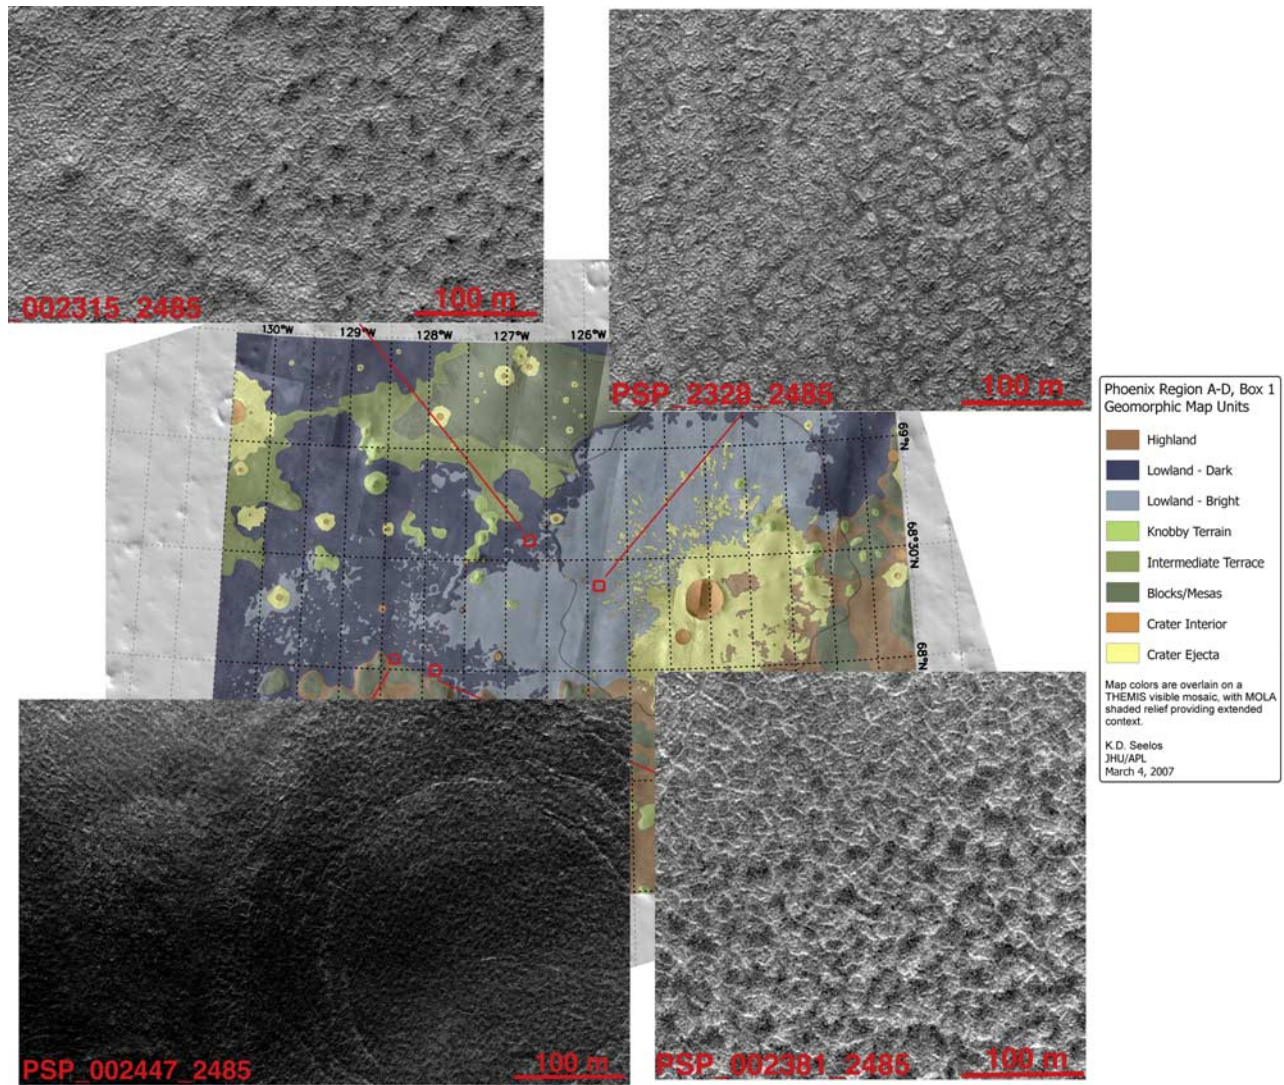 _002315_2485
100 m
PSP_2328_2485
100 m
130°W
129°W
128°W
127°W
126°W
69°N
68°30'N
68°N
Phoenix Region A-D, Box 1
Geomorphic Map Units
Highland
Lowland - Dark
Lowland - Bright
Knobby Terrain
Intermediate Terrace
Blocks/Mesas
Crater Interior
Crater Ejecta
Map colors are overlain on a
THEMIS visible mosaic, with MOLA
shaded relief providing extended
context.
K.D. Seelos
JHU/APL
March 4, 2007
PSP_002447_2485
100 m
PSP_002381_2485
100 m